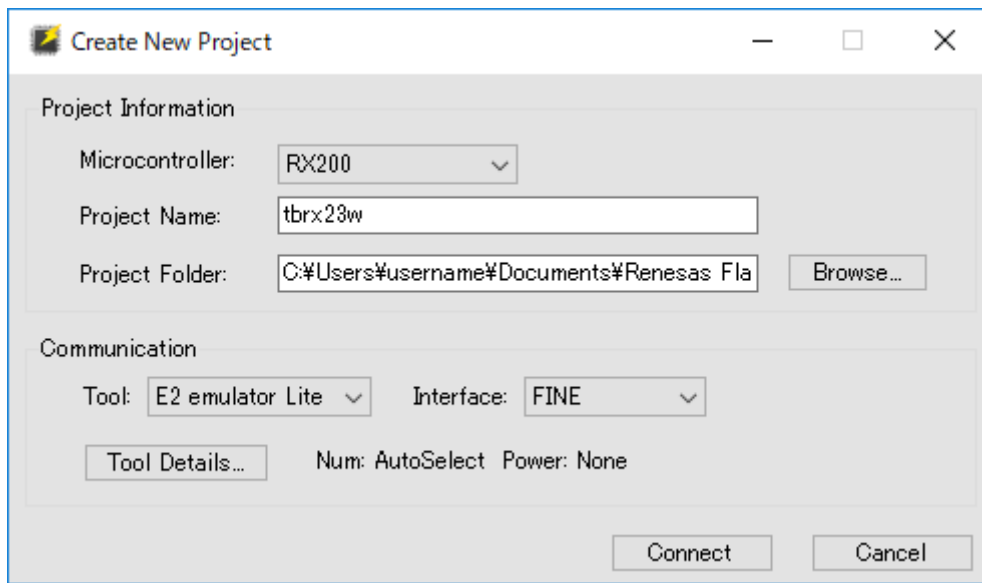 Create New Project
Project Information
Microcontroller: RX200
Project Name: tbrx23w
Project Folder: C:¥Users¥username¥Documents¥Renesas Fla Browse...
Communication
Tool: E2 emulator Lite Interface: FINE
Tool Details... Num: AutoSelect Power: None
Connect Cancel